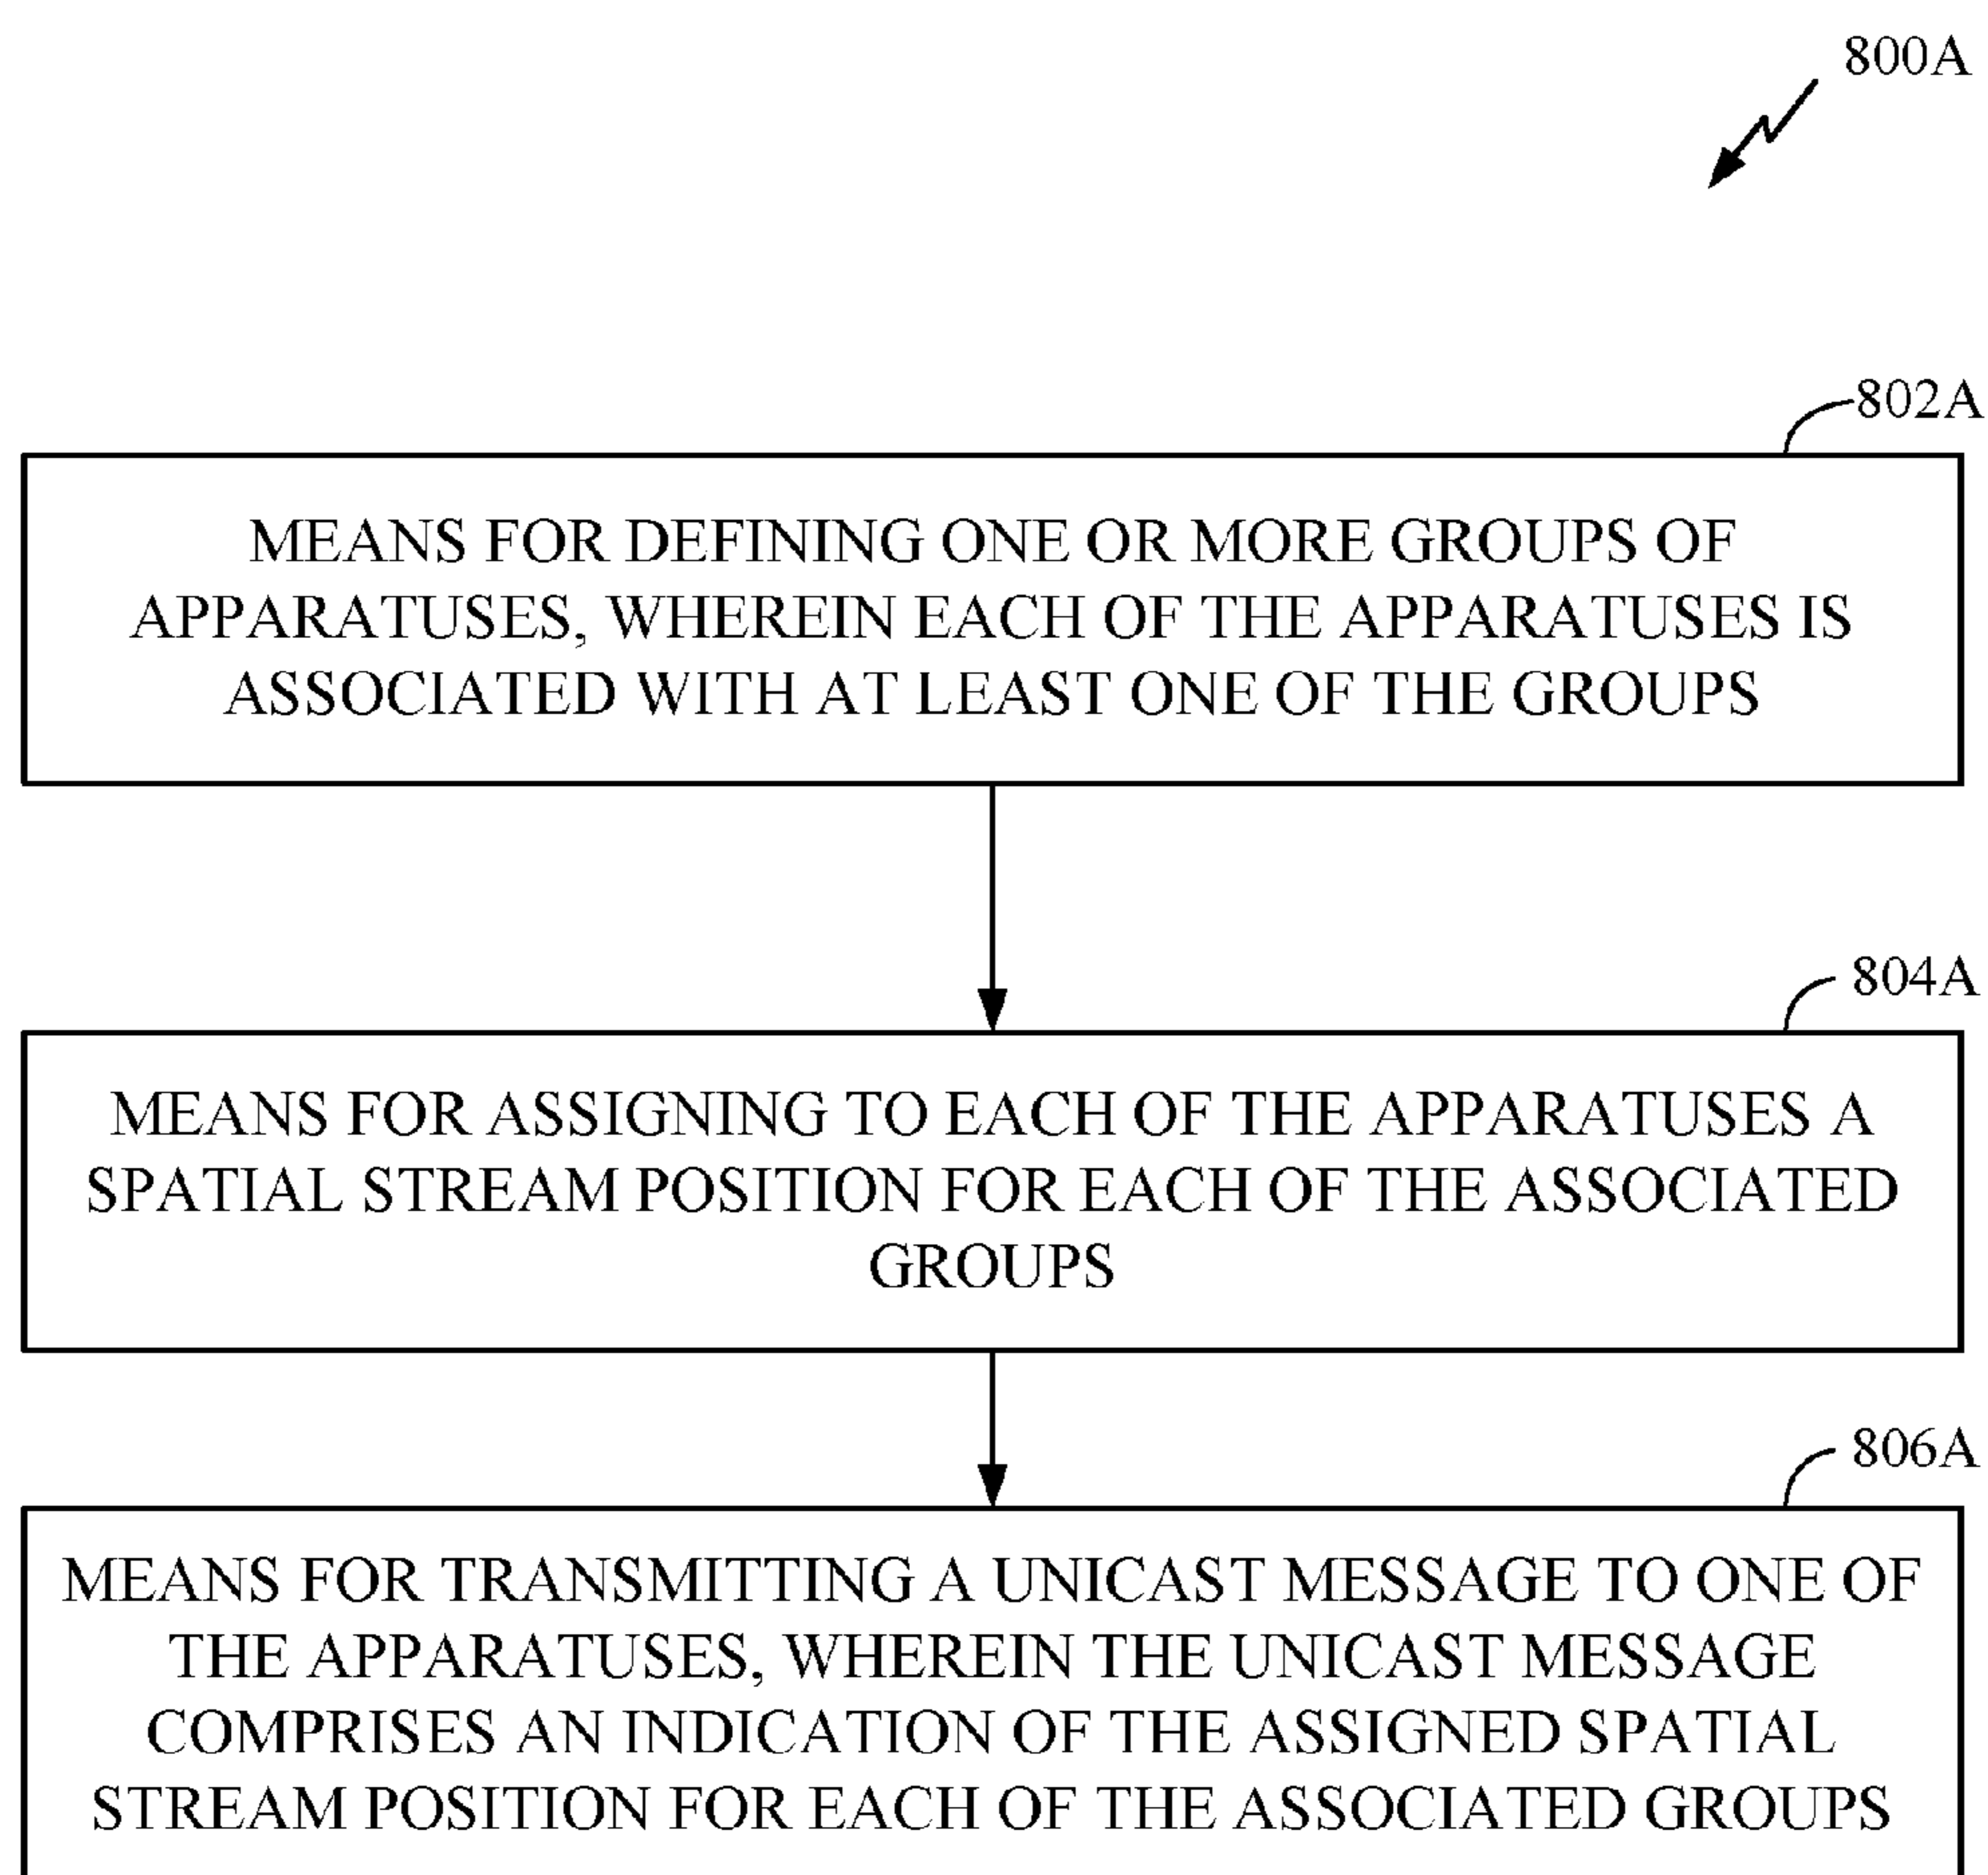 800A
802A
MEANS FOR DEFINING ONE OR MORE GROUPS OF
APPARATUSES, WHEREIN EACH OF THE APPARATUSES IS
ASSOCIATED WITH AT LEAST ONE OF THE GROUPS
804A
MEANS FOR ASSIGNING TO EACH OF THE APPARATUSES A
SPATIAL STREAM POSITION FOR EACH OF THE ASSOCIATED
GROUPS
806A
MEANS FOR TRANSMITTING A UNICAST MESSAGE TO ONE OF
THE APPARATUSES, WHEREIN THE UNICAST MESSAGE
COMPRISES AN INDICATION OF THE ASSIGNED SPATIAL
STREAM POSITION FOR EACH OF THE ASSOCIATED GROUPS